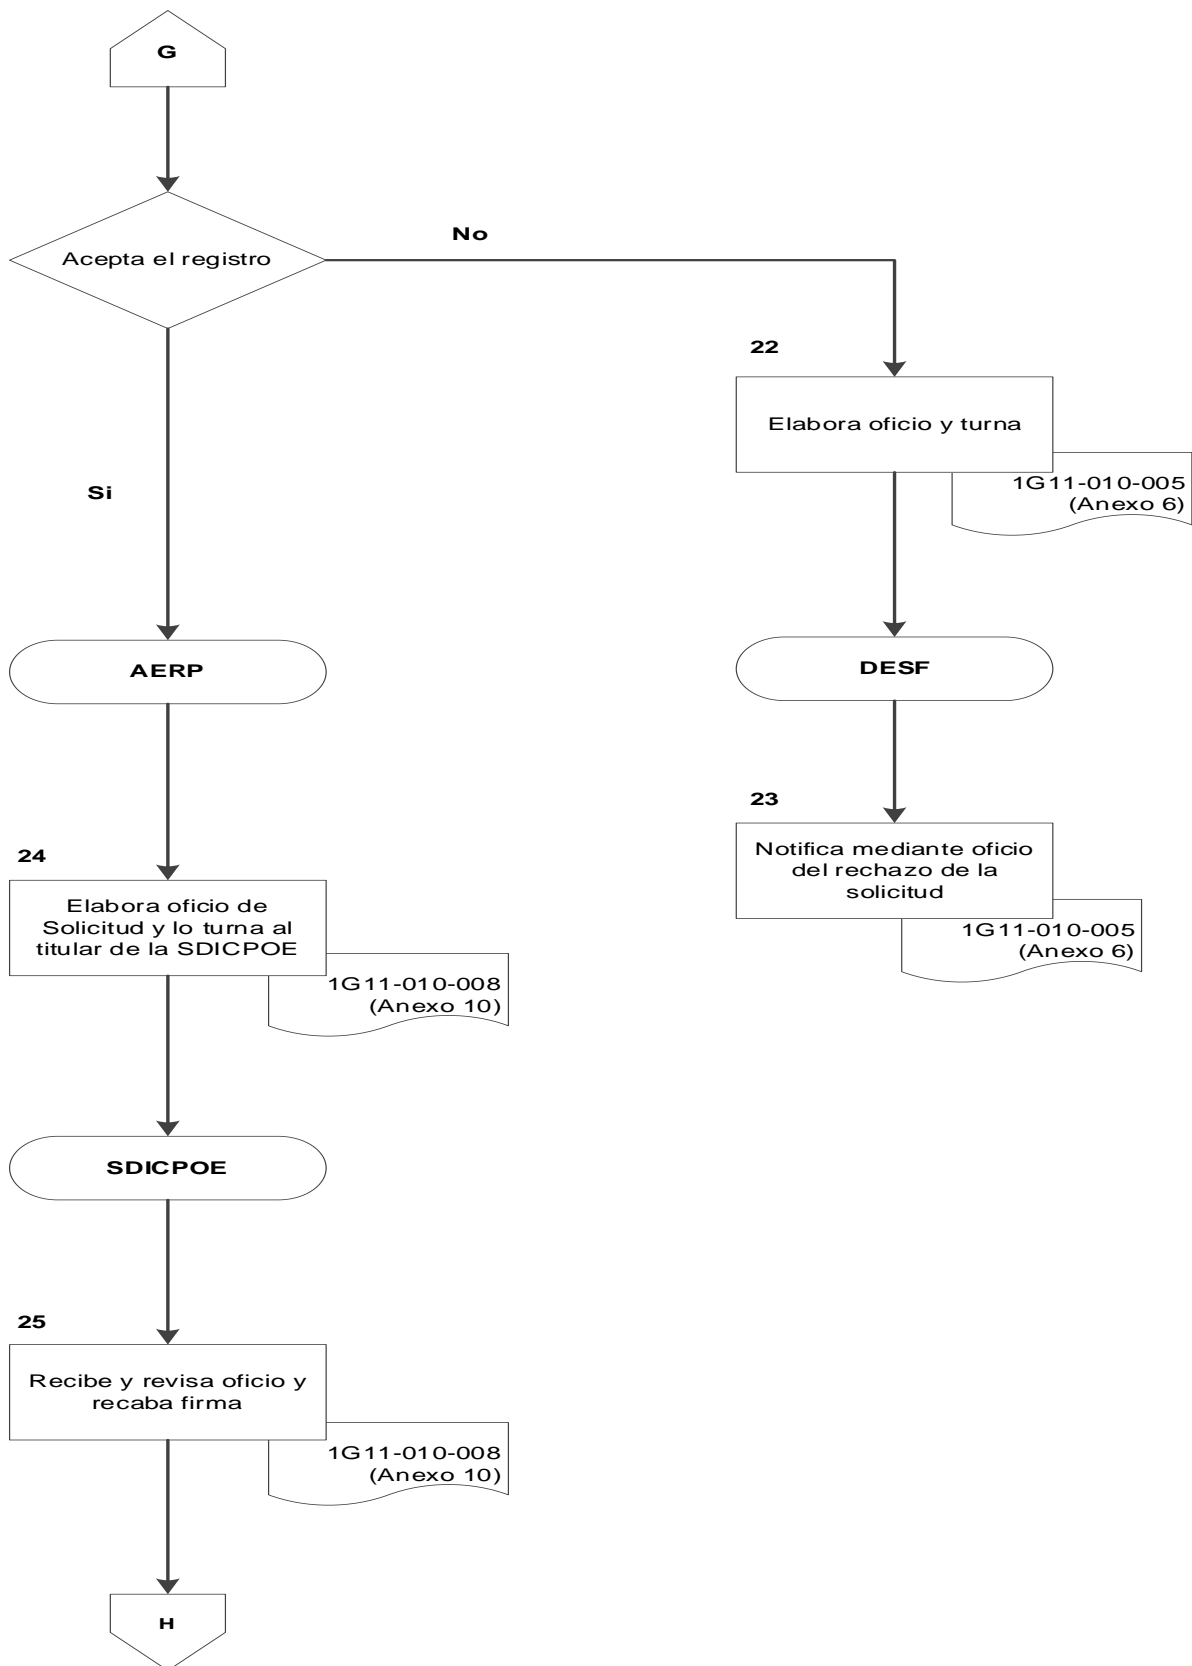 G
Acepta el registro
No
Si
22
Elabora oficio y turna
1G11-010-005
(Anexo 6)
DESF
23
Notifica mediante oficio
del rechazo de la
solicitud
1G11-010-005
(Anexo 6)
AERP
24
Elabora oficio de
Solicitud y lo turna al
titular de la SDICPOE
1G11-010-008
(Anexo 10)
SDICPOE
25
Recibe y revisa oficio y
recaba firma
1G11-010-008
(Anexo 10)
H